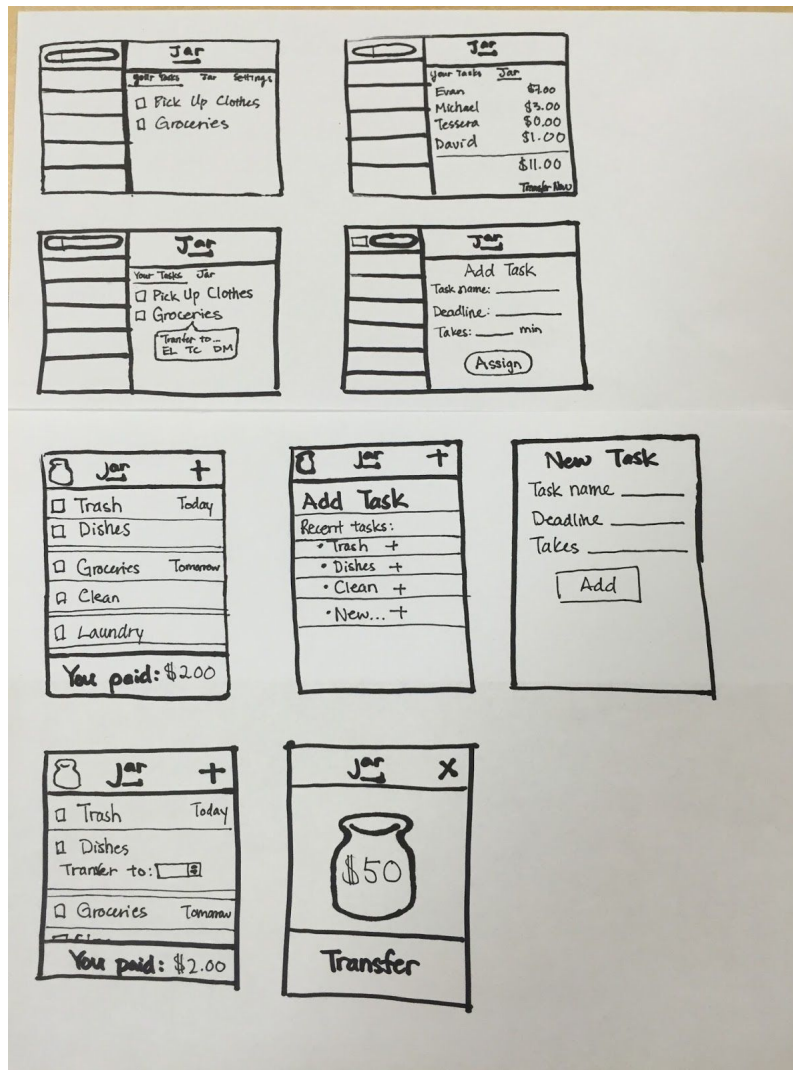 Jar
Your Tasks Jar Settings
Pick Up Clothes
Groceries
Jar
Your Tasks Jar
Evan $7.00
Michael $3.00
Tessera $0.00
David $1.00
$11.00
Transfer Now
Jar
Your Tasks Jar
Pick Up Clothes
Groceries
Transfer to...
EL TC DM
Jar
Add Task
Task name:
Deadline:
Takes: min
Assign
Jar +
Trash Today
Dishes
Groceries Tomorrow
Clean
Laundry
You paid: $2.00
Jar +
Add Task
Recent tasks:
• Trash +
• Dishes +
• Clean +
• New... +
New Task
Task name
Deadline
Takes
Add
Jar +
Trash Today
Dishes
Transfer to:
Groceries Tomorrow
You paid: $2.00
Jar X
$50
Transfer